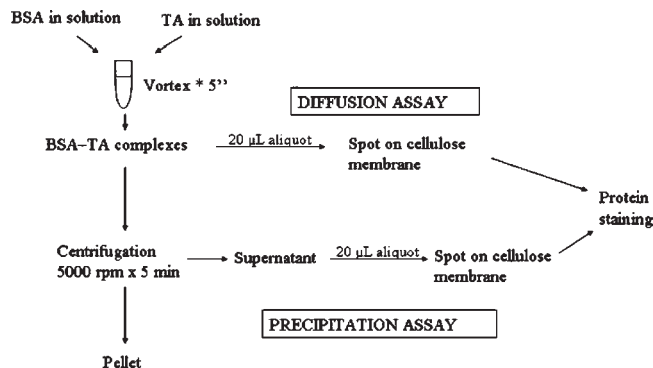 BSA in solution
TA in solution
Vortex * 5’’
DIFFUSION ASSAY
BSA–TA complexes
20 µL aliquot
Spot on cellulose
membrane
Protein
staining
Centrifugation
5000 rpm x 5 min
Supernatant
20 µL aliquot
Spot on cellulose
membrane
PRECIPITATION ASSAY
Pellet